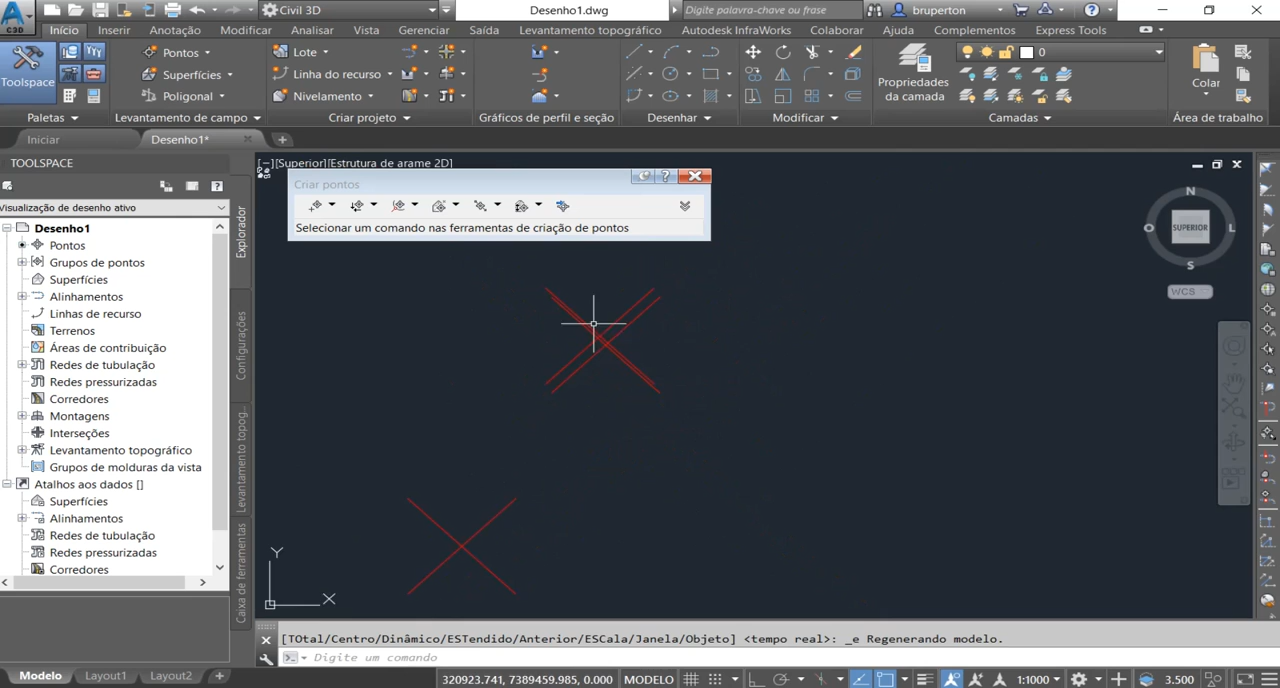 Civil 3D
Desenho1.dwg
Digite palavra-chave ou frase
bruperton
C3D
Início
Inserir
Anotação
Modificar
Analisar
Vista
Gerenciar
Saída
Levantamento topográfico
Autodesk InfraWorks
Colaborar
Ajuda
Complementos
Express Tools
Toolspace
Pontos
Superfícies
Poligonal
Lote
Linha do recurso
Nivelamento
Propriedades
da camada
0
Colar
Paletas
Levantamento de campo
Criar projeto
Gráficos de perfil e seção
Desenhar
Modificar
Camadas
Área de trabalho
Iniciar
Desenho1*
TOOLSPACE
Visualização de desenho ativo
Desenho1
Pontos
Grupos de pontos
Superfícies
Alinhamentos
Linhas de recurso
Terrenos
Áreas de contribuição
Redes de tubulação
Redes pressurizadas
Corredores
Montagens
Interseções
Levantamento topográfico
Grupos de molduras da vista
Atalhos aos dados []
Superfícies
Alinhamentos
Redes de tubulação
Redes pressurizadas
Corredores
Explorador
Configurações
Levantamento topog...
Caixa de ferramentas
[−][Superior][Estrutura de arame 2D]
Criar pontos
Selecionar um comando nas ferramentas de criação de pontos
N
O
SUPERIOR
L
S
WCS
Y
X
[TOtal/Centro/Dinâmico/ESTendido/Anterior/ESCala/Janela/Objeto] <tempo real>: _e Regenerando modelo.
Digite um comando
Modelo
Layout1
Layout2
320923.741, 7389459.985, 0.000
MODELO
1:1000
3.500